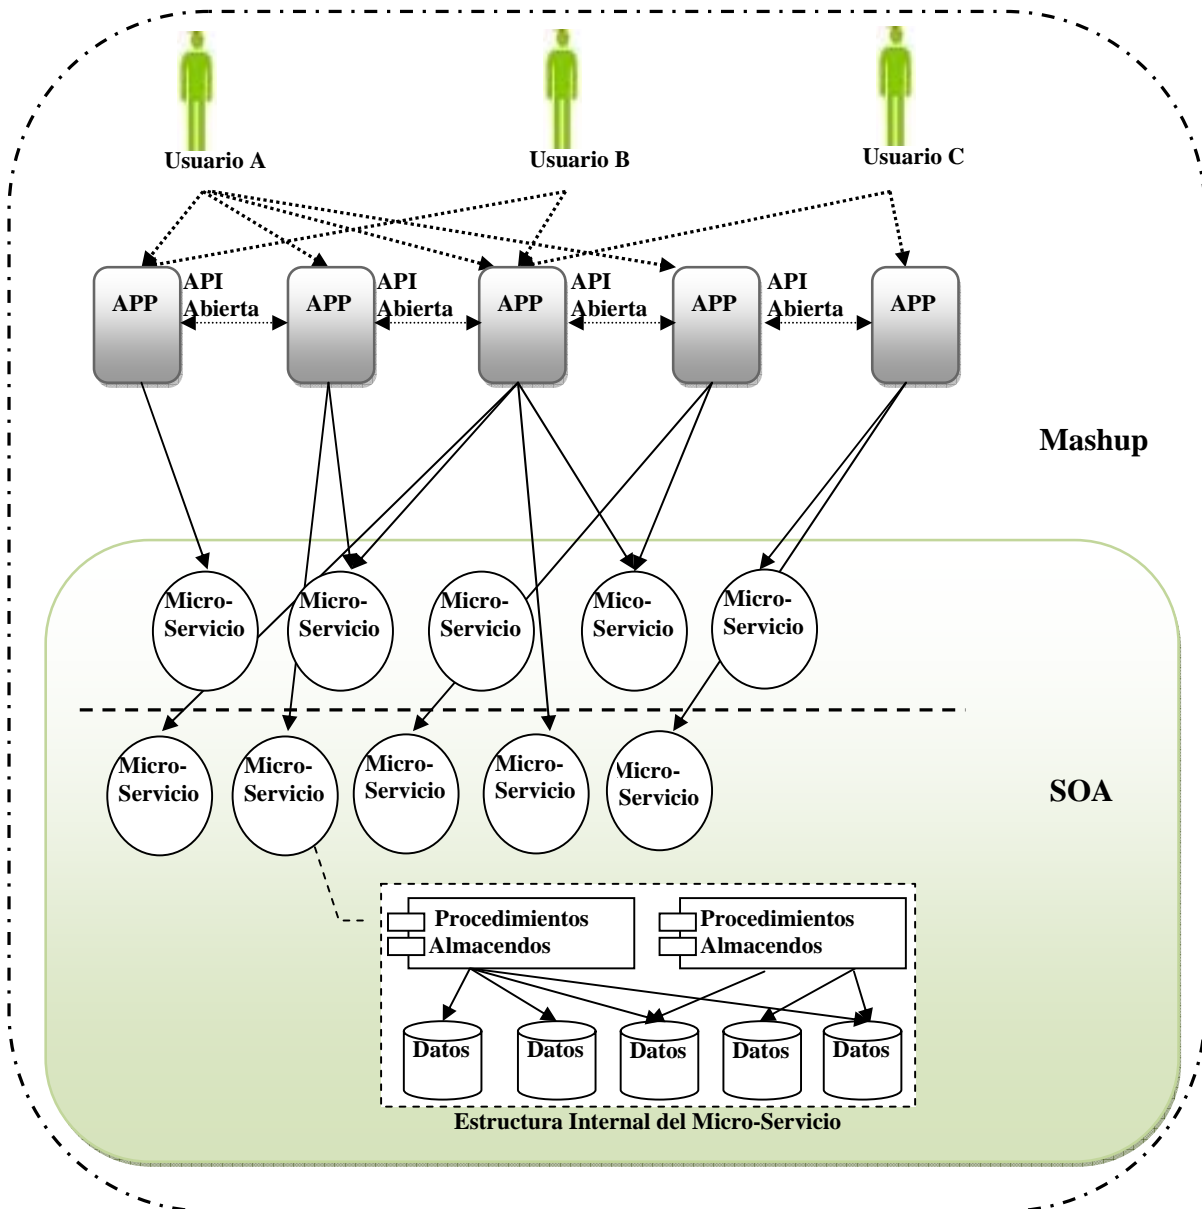 Usuario A
Usuario B
Usuario C
APP
API
Abierta
APP
API
Abierta
APP
API
Abierta
APP
API
Abierta
APP
Mashup
Micro-
Servicio
Micro-
Servicio
Micro-
Servicio
Mico-
Servicio
Micro-
Servicio
Micro-
Servicio
Micro-
Servicio
Micro-
Servicio
Micro-
Servicio
Micro-
Servicio
SOA
Procedimientos
Almacendos
Procedimientos
Almacendos
Datos
Datos
Datos
Datos
Datos
Estructura Internal del Micro-Servicio